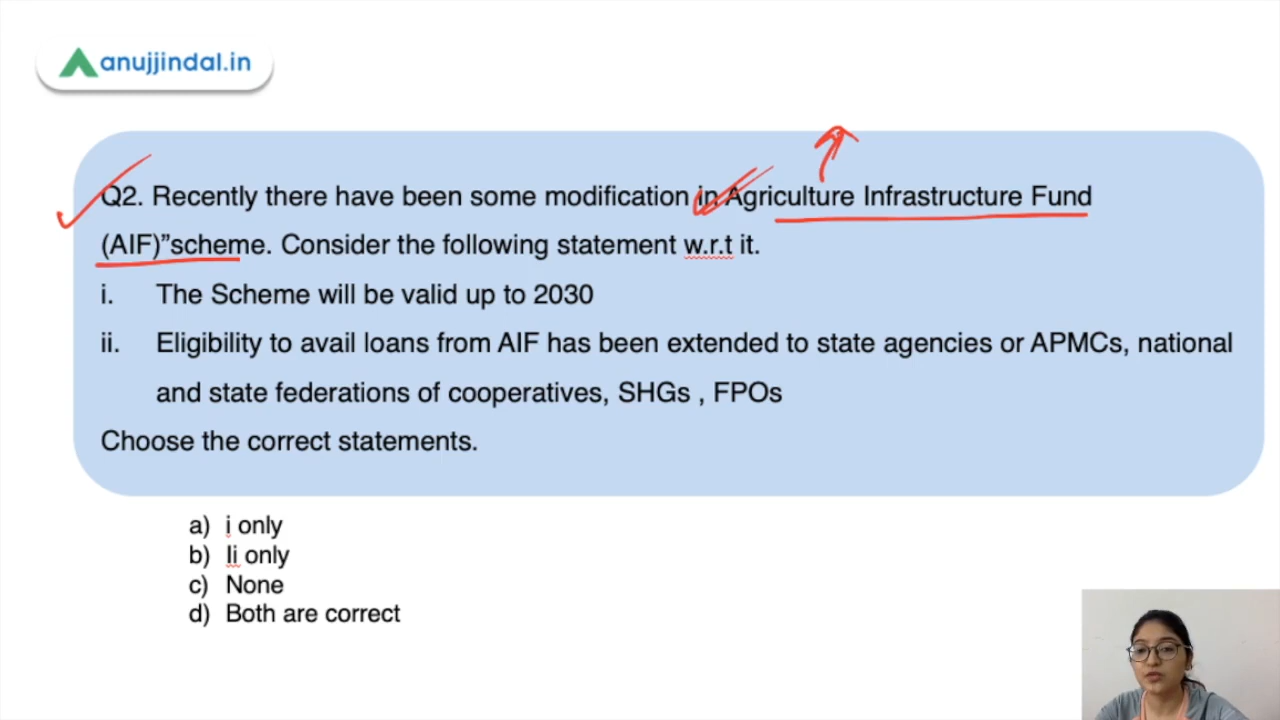 anujjindal.in
Q2. Recently there have been some modification in Agriculture Infrastructure Fund
(AIF)”scheme. Consider the following statement w.r.t it.
i. The Scheme will be valid up to 2030
ii. Eligibility to avail loans from AIF has been extended to state agencies or APMCs, national
and state federations of cooperatives, SHGs , FPOs
Choose the correct statements.
a) i only
b) Ii only
c) None
d) Both are correct